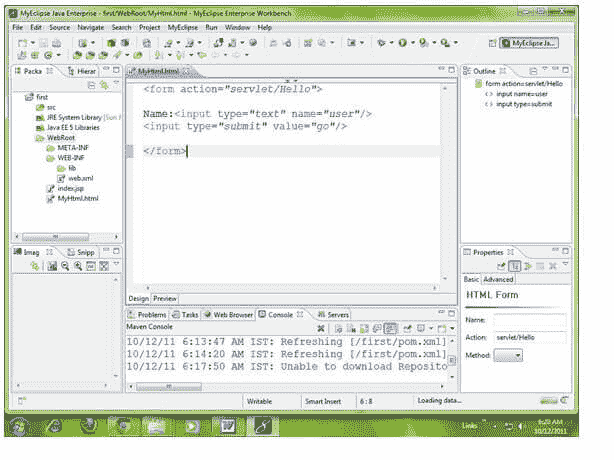 MyEclipse Java Enterprise - first/WebRoot/MyHtml.html - MyEclipse Enterprise Workbench
File Edit Source Navigate Search Project MyEclipse Run Window Help
MyEclipse Ja...
Packa Hierar
first
src
JRE System Library [Sun
Java EE 5 Libraries
WebRoot
META-INF
WEB-INF
lib
web.xml
index.jsp
MyHtml.html
MyHtml.html
<form action="servlet/Hello">
Name:<input type="text" name="user"/>
<input type="submit" value="go"/>
</form>
Design Preview
Outline
form action=servlet/Hello
input name=user
input type=submit
Imag Snipp
Properties
Basic Advanced
HTML Form
Name:
Action: servlet/Hello
Method:
Problems Tasks Web Browser Console Servers
Maven Console
10/12/11 6:13:47 AM IST: Refreshing [/first/pom.xml]
10/12/11 6:14:20 AM IST: Refreshing [/first/pom.xml]
10/12/11 6:17:50 AM IST: Unable to download Reposito
Writable Smart Insert 6 : 8 Loading data...
Links
10/12/2011